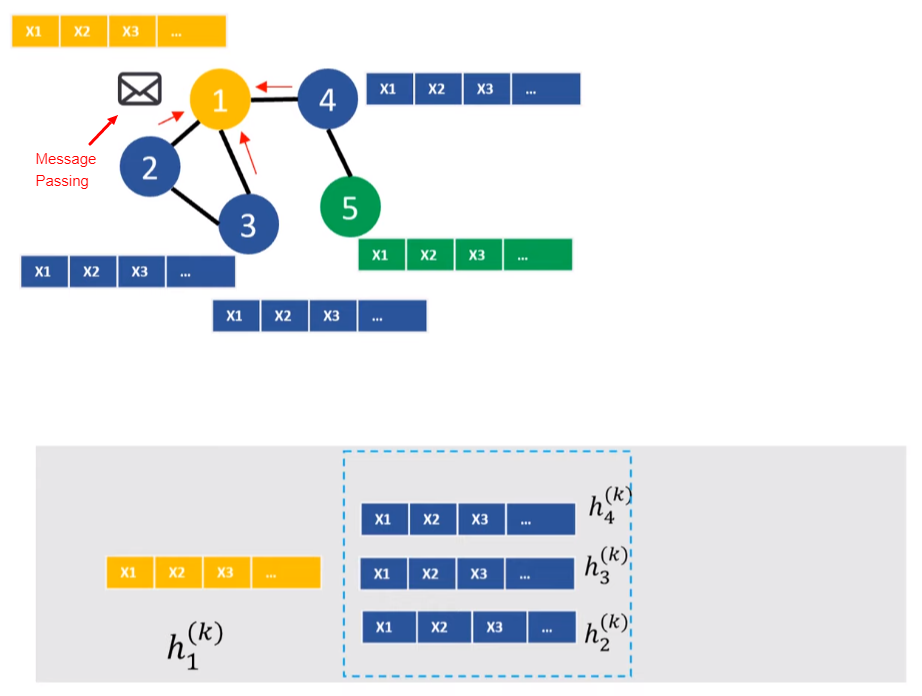 X1 X2 X3 ...
1
4
X1 X2 X3 ...
Message
Passing
2
3
5
X1 X2 X3 ...
X1 X2 X3 ...
X1 X2 X3 ...
X1 X2 X3 ...
h_4^{(k)}
X1 X2 X3 ...
h_3^{(k)}
X1 X2 X3 ...
h_1^{(k)}
X1 X2 X3 ...
h_2^{(k)}